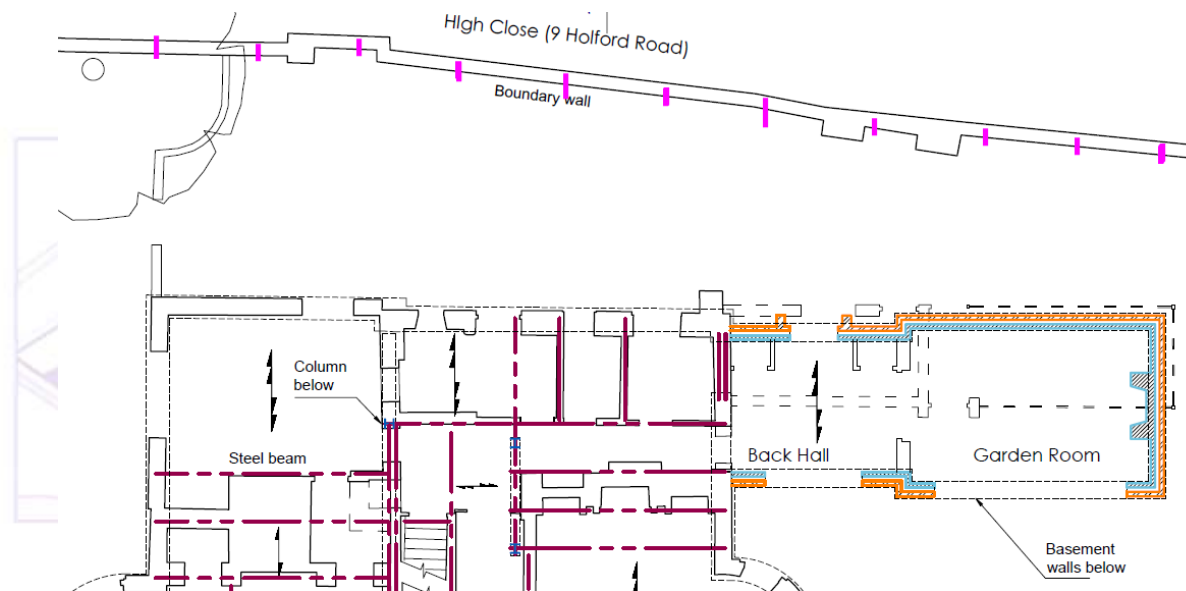 HIgh Close (9 Holford Road)
Boundary wall
Column
below
Steel beam
Back Hall
Garden Room
Basement
walls below